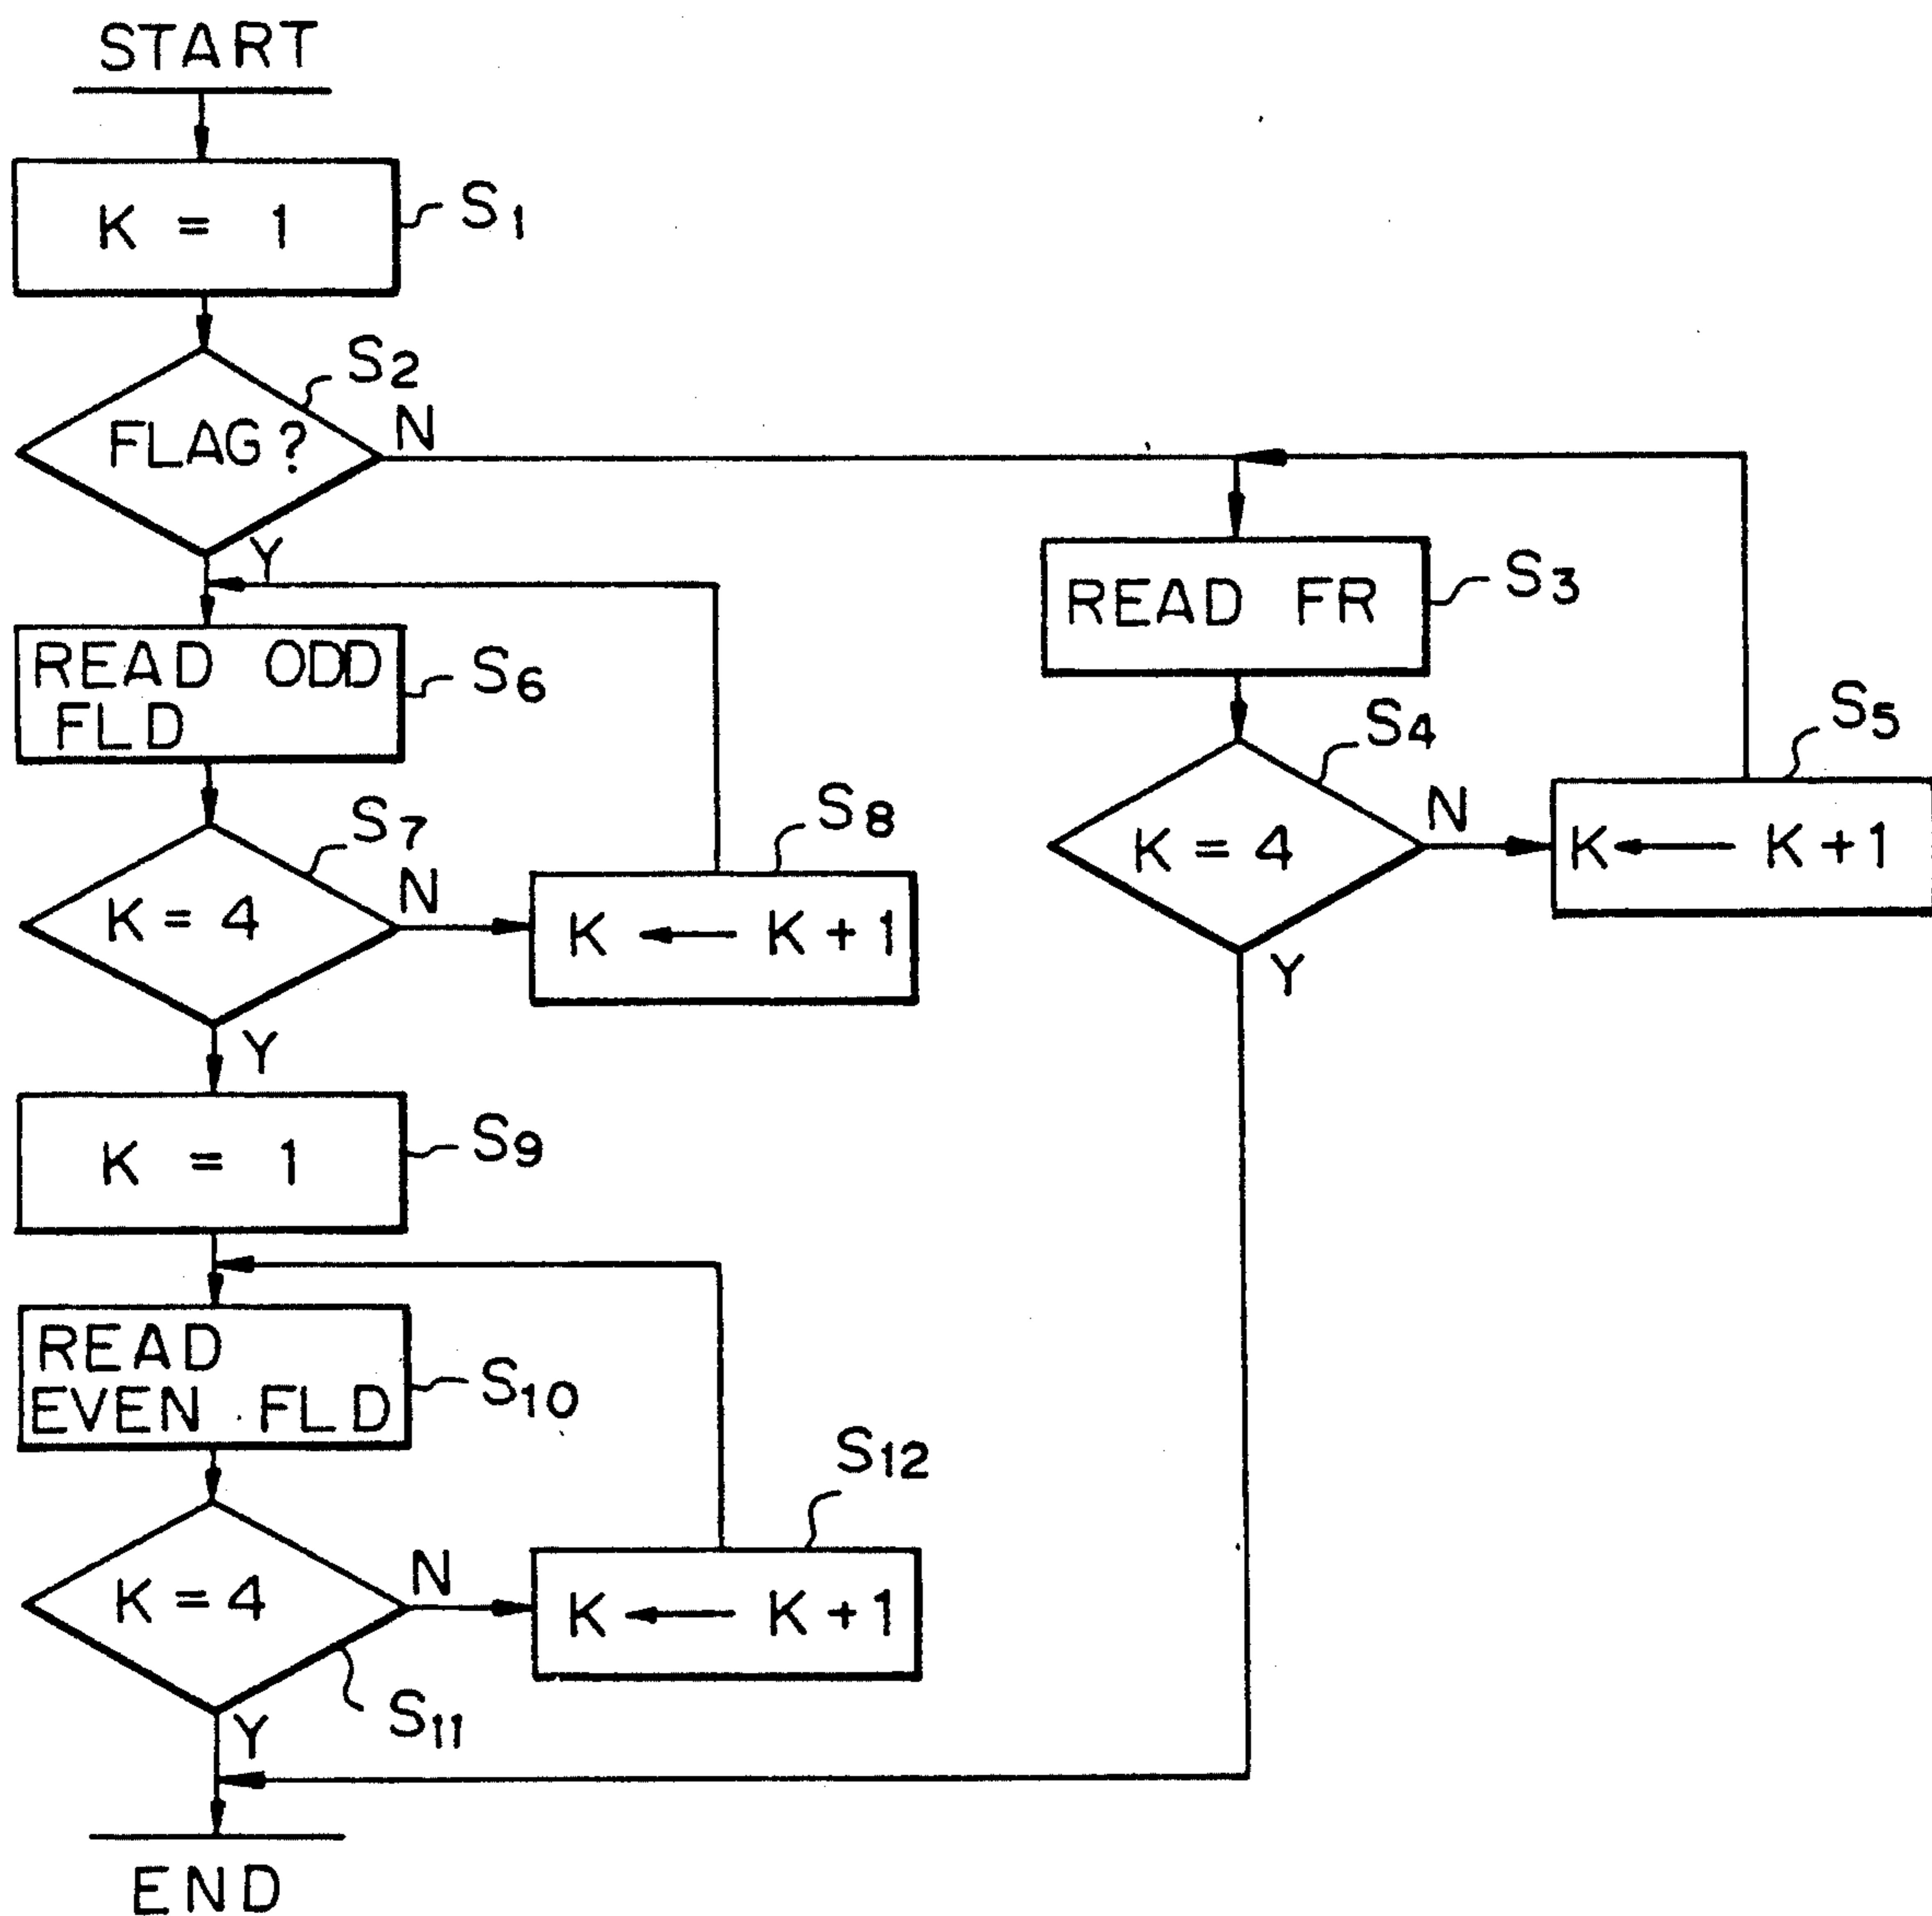 START
K = 1
S1
S2
FLAG?
N
Y
READ ODD
FLD
S6
S7
K = 4
N
S8
K ← K + 1
Y
K = 1
S9
READ
EVEN FLD
S10
S12
K = 4
N
K ← K + 1
S11
Y
END
READ FR
S3
S4
K = 4
N
S5
K ← K + 1
Y